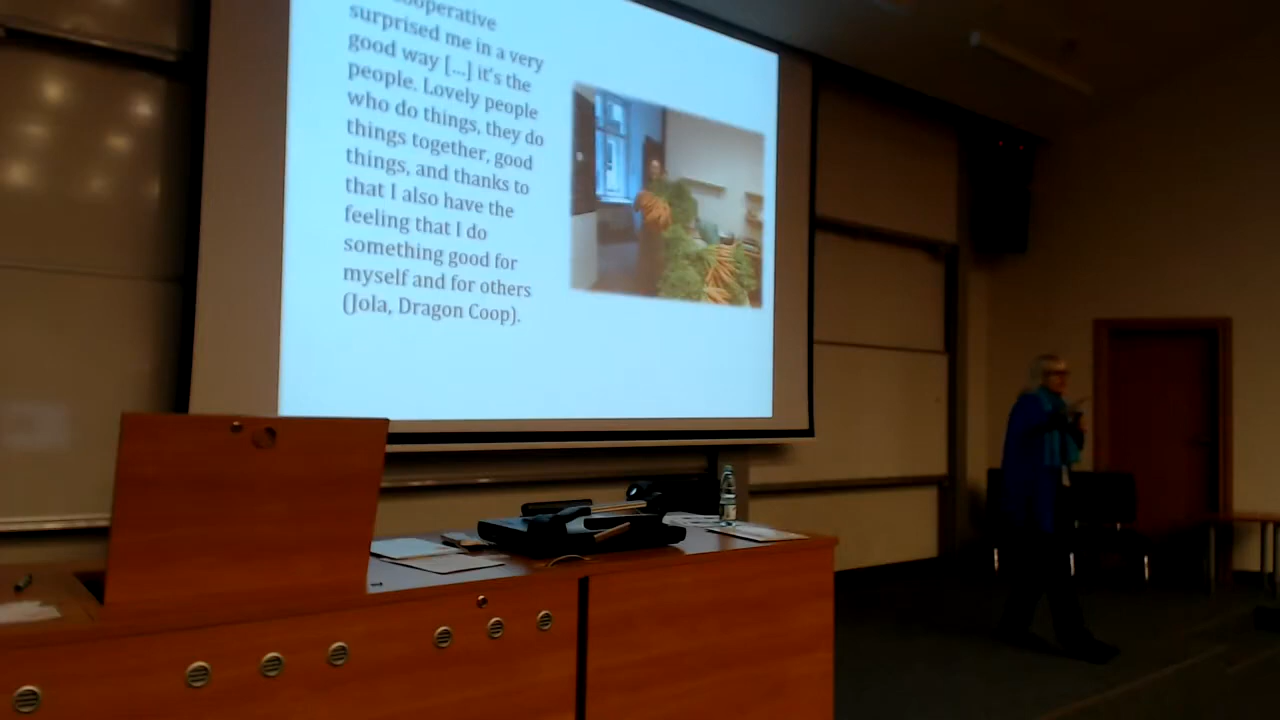 cooperative
surprised me in a very
good way [...] it's the
people. Lovely people
who do things, they do
things together, good
things, and thanks to
that I also have the
feeling that I do
something good for
myself and for others
(Jola, Dragon Coop).